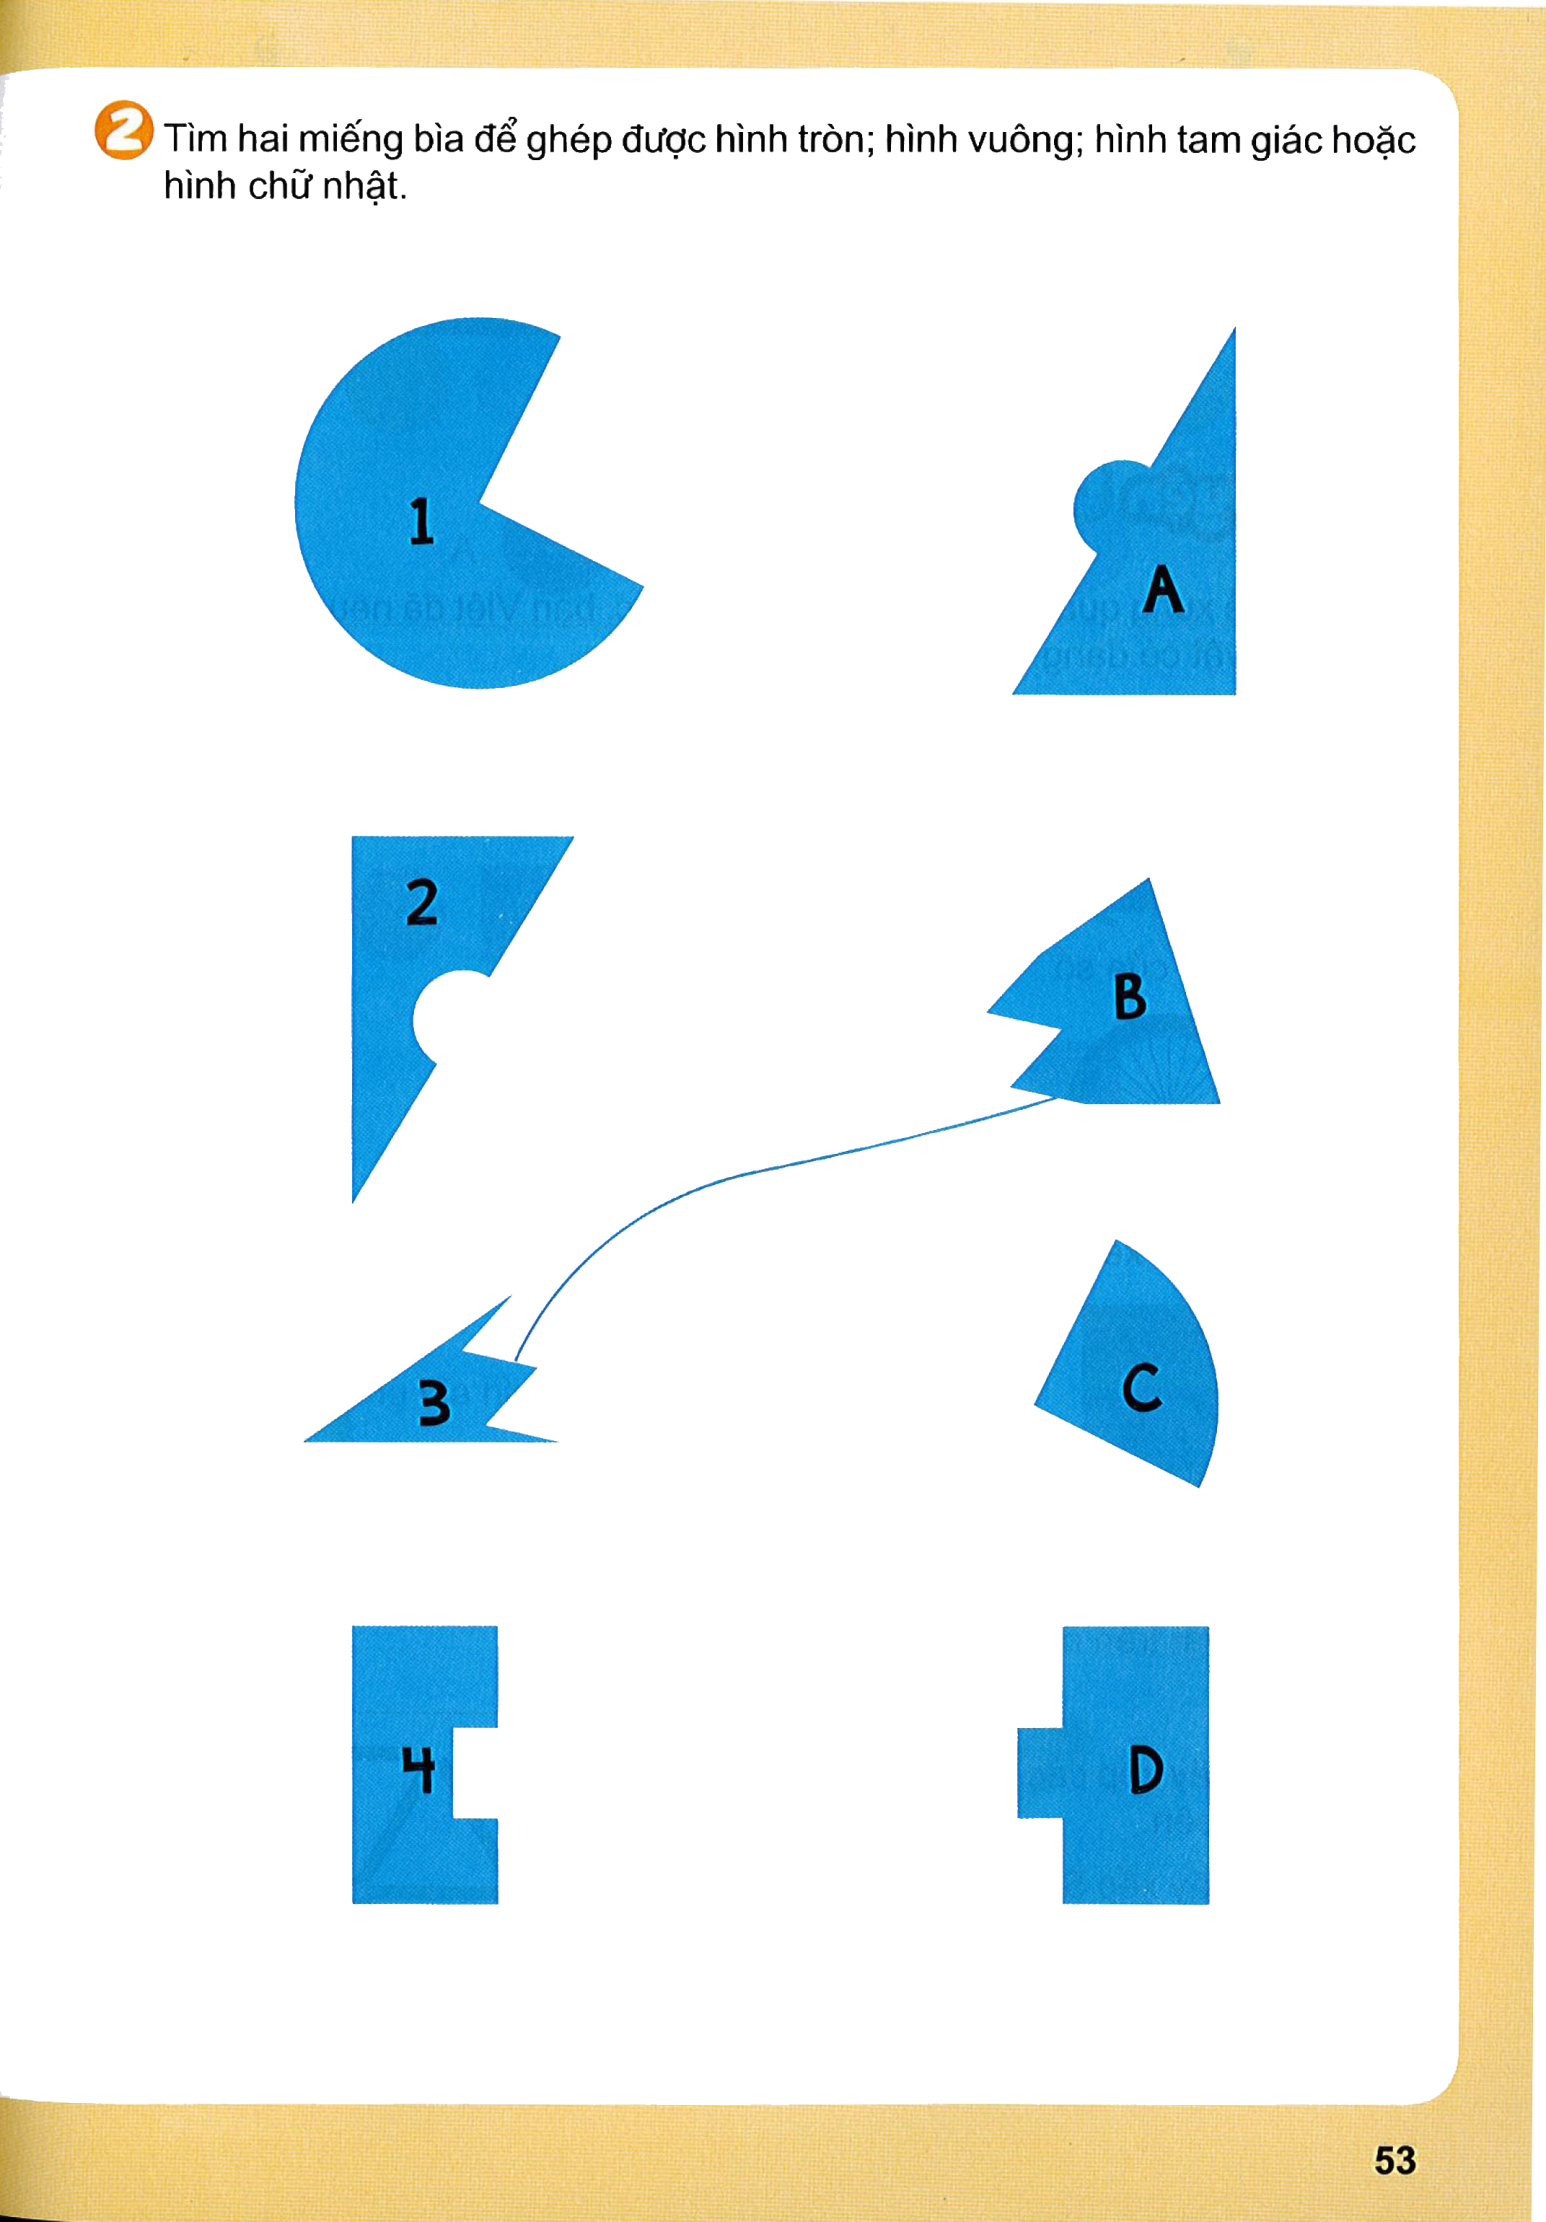 2 Tìm hai miếng bìa để ghép được hình tròn; hình vuông; hình tam giác hoặc
hình chữ nhật.
1
A
2
B
3
C
4
D
53